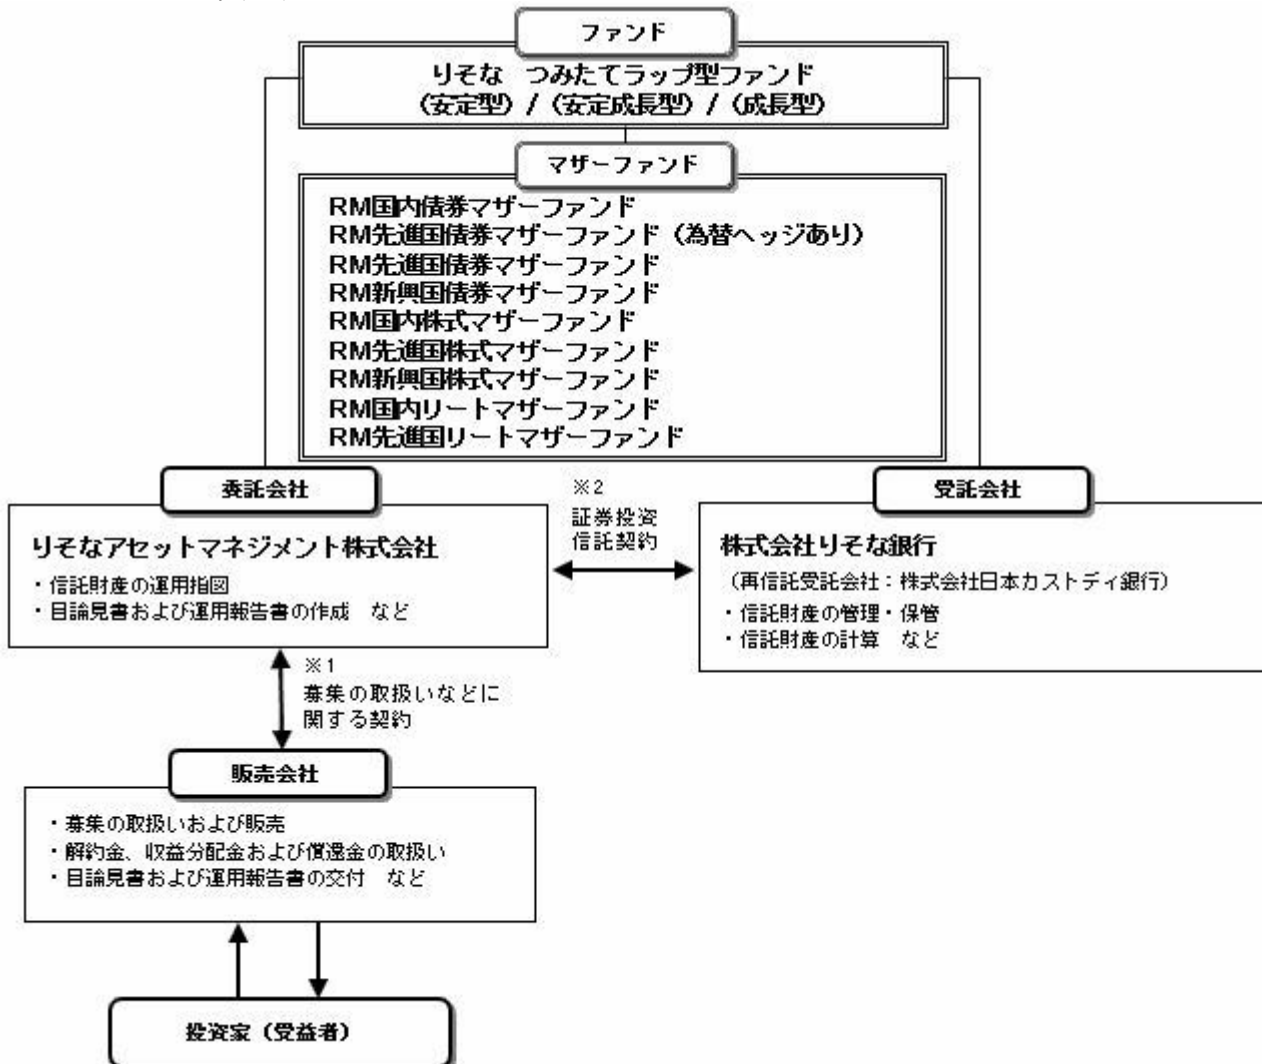 ファンド
りそな つみたてラップ型ファンド
(安定型) / (安定成長型) / (成長型)
マザーファンド
RM国内債券マザーファンド
RM先進国債券マザーファンド (為替ヘッジあり)
RM先進国債券マザーファンド
RM新興国債券マザーファンド
RM国内株式マザーファンド
RM先進国株式マザーファンド
RM新興国株式マザーファンド
RM国内リートマザーファンド
RM先進国リートマザーファンド
委託会社
りそなアセットマネジメント株式会社
・信託財産の運用指図
・目論見書および運用報告書の作成 など
※2
証券投資
信託契約
受託会社
株式会社りそな銀行
(再信託受託会社:株式会社日本カストディ銀行)
・信託財産の管理・保管
・信託財産の計算 など
※1
募集の取扱いなどに
関する契約
販売会社
・募集の取扱いおよび販売
・解約金、収益分配金および償還金の取扱い
・目論見書および運用報告書の交付 など
投資家 (受益者)